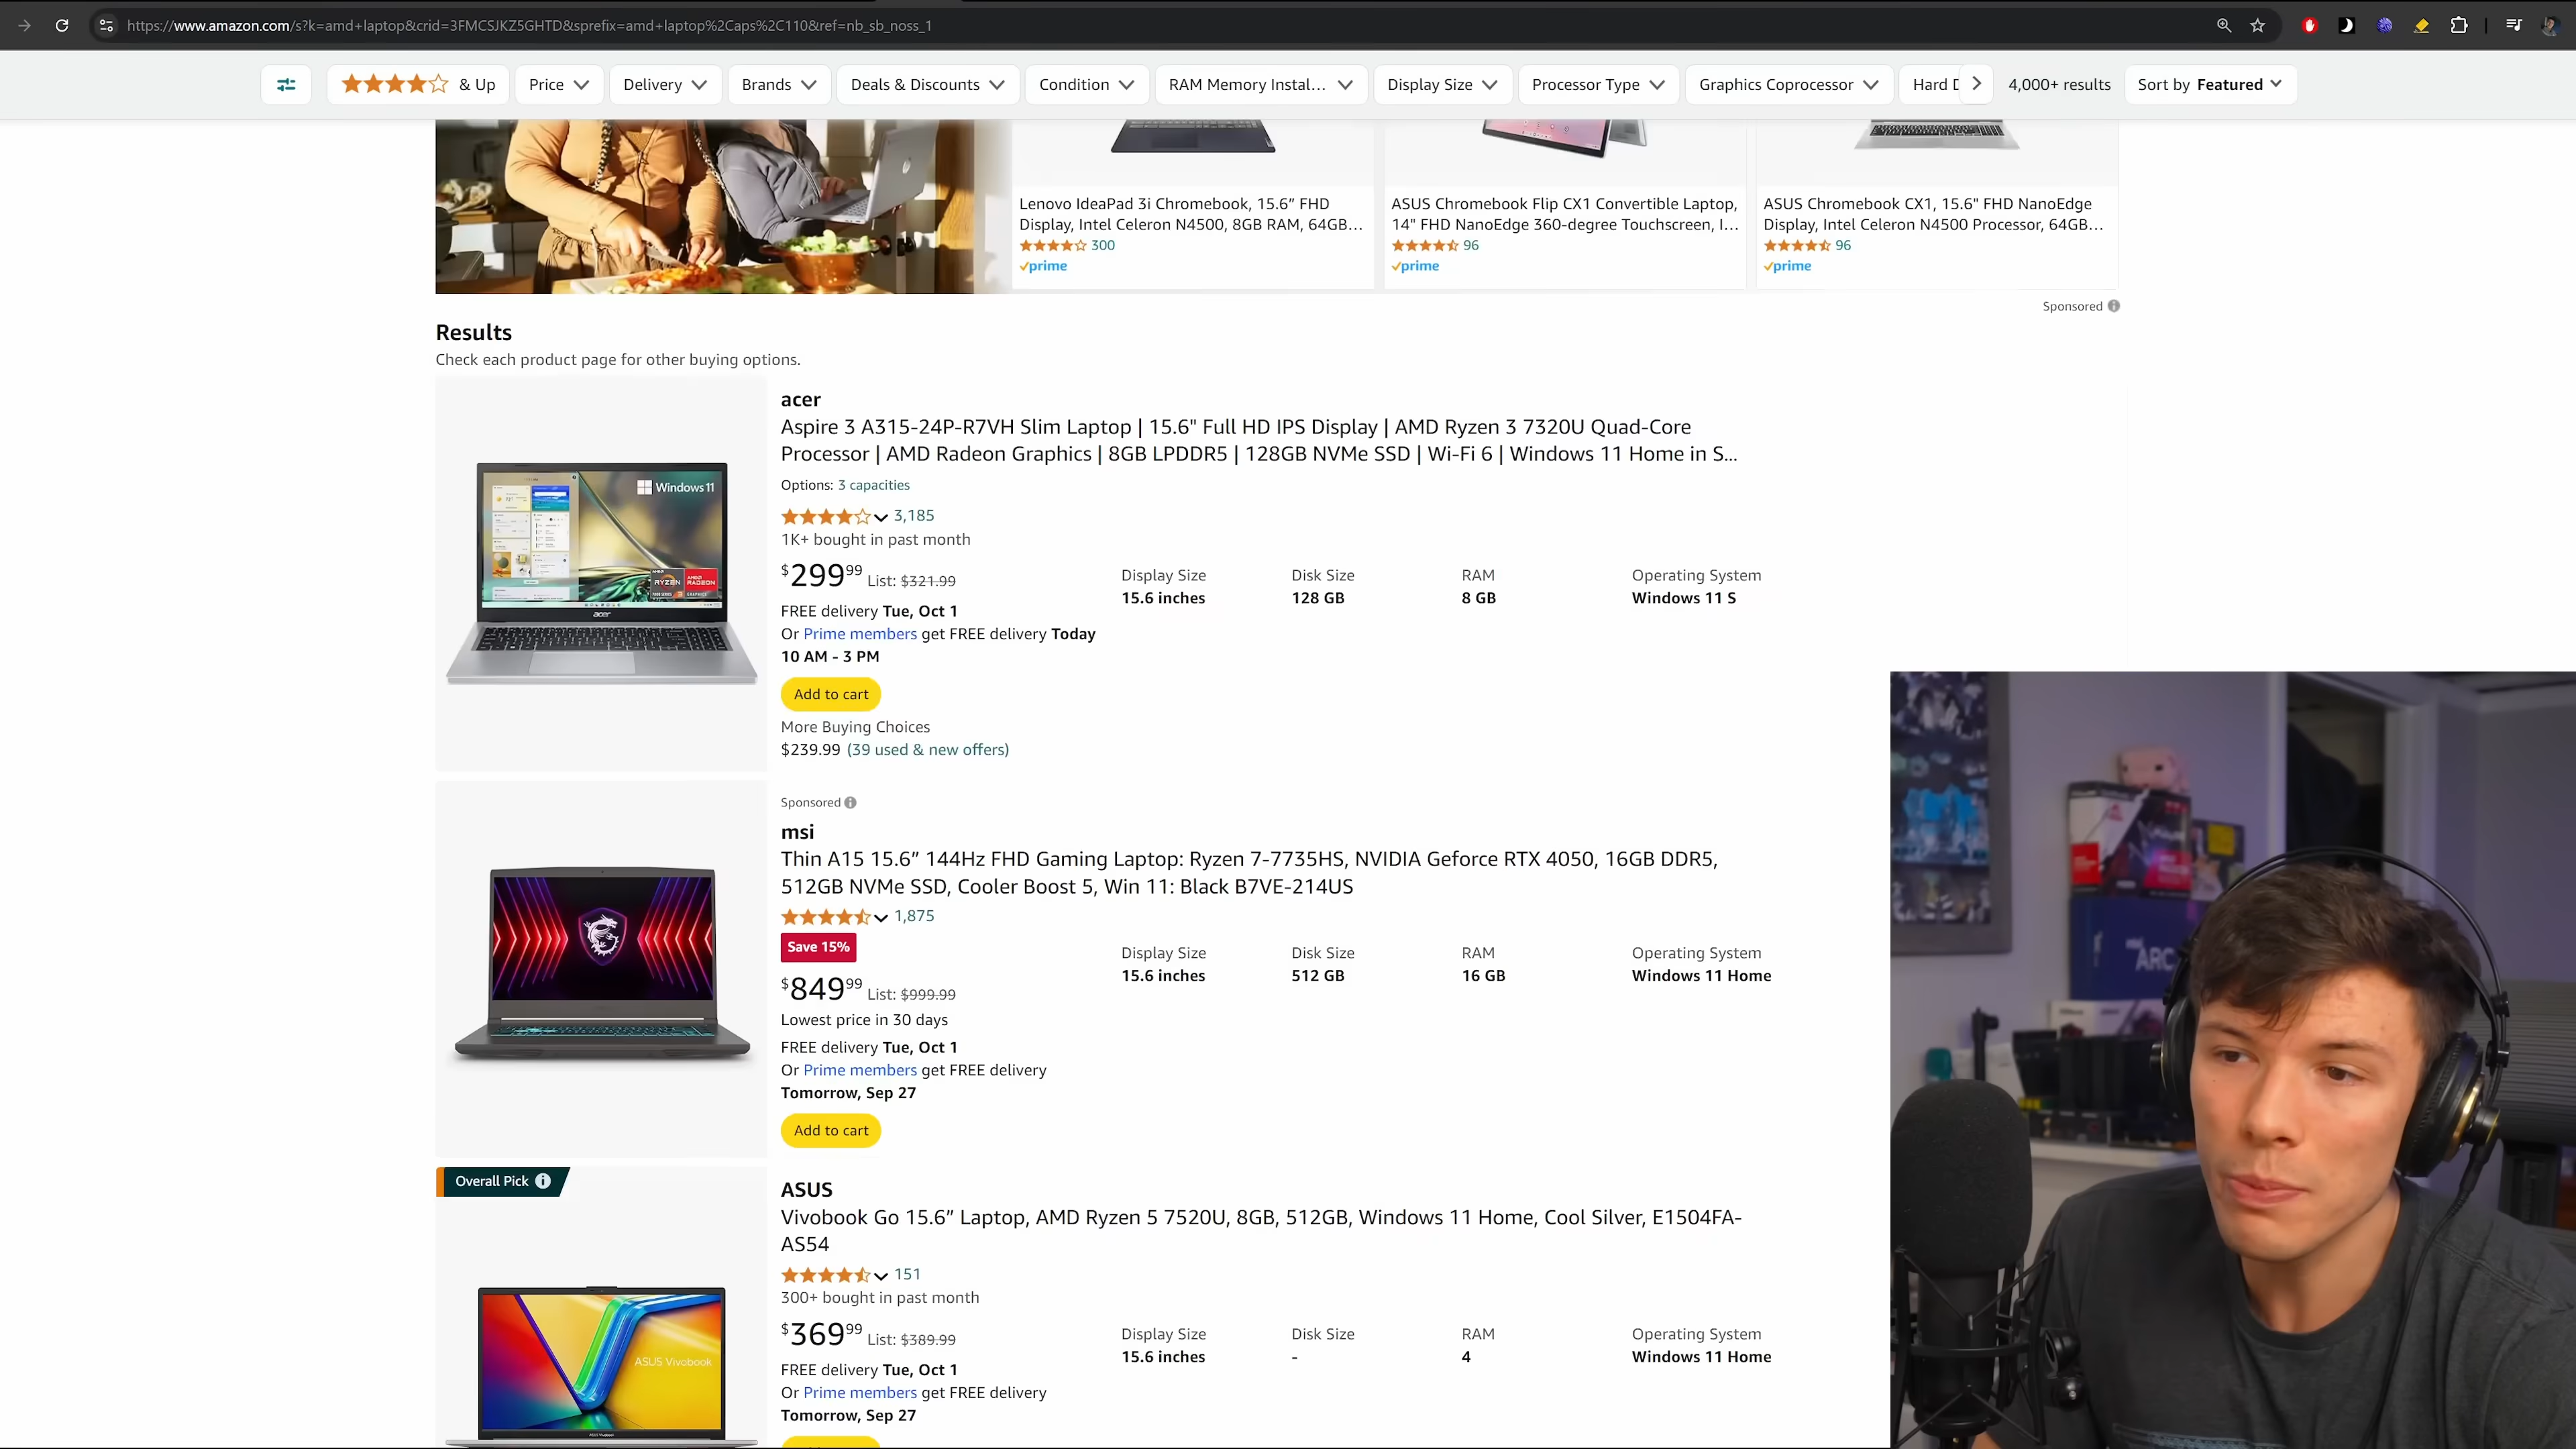 https://www.amazon.com/s?k=amd+laptop&crid=3FMCSJKZ5GHTD&sprefix=amd+laptop%2Caps%2C110&ref=nb_sb_noss_1
& Up
Price
Delivery
Brands
Deals & Discounts
Condition
RAM Memory Instal...
Display Size
Processor Type
Graphics Coprocessor
Hard D
4,000+ results
Sort by Featured
Lenovo IdeaPad 3i Chromebook, 15.6” FHD
Display, Intel Celeron N4500, 8GB RAM, 64GB...
300
prime
ASUS Chromebook Flip CX1 Convertible Laptop,
14" FHD NanoEdge 360-degree Touchscreen, I...
96
prime
ASUS Chromebook CX1, 15.6" FHD NanoEdge
Display, Intel Celeron N4500 Processor, 64GB...
96
prime
Sponsored
Results
Check each product page for other buying options.
acer
Aspire 3 A315-24P-R7VH Slim Laptop | 15.6" Full HD IPS Display | AMD Ryzen 3 7320U Quad-Core
Processor | AMD Radeon Graphics | 8GB LPDDR5 | 128GB NVMe SSD | Wi-Fi 6 | Windows 11 Home in S...
Options: 3 capacities
3,185
1K+ bought in past month
$299.99 List: $321.99
FREE delivery Tue, Oct 1
Or Prime members get FREE delivery Today
10 AM - 3 PM
Add to cart
More Buying Choices
$239.99 (39 used & new offers)
Display Size
15.6 inches
Disk Size
128 GB
RAM
8 GB
Operating System
Windows 11 S
Windows 11
RYZEN
RADEON
acer
Sponsored
msi
Thin A15 15.6” 144Hz FHD Gaming Laptop: Ryzen 7-7735HS, NVIDIA Geforce RTX 4050, 16GB DDR5,
512GB NVMe SSD, Cooler Boost 5, Win 11: Black B7VE-214US
1,875
Save 15%
$849.99 List: $999.99
Lowest price in 30 days
FREE delivery Tue, Oct 1
Or Prime members get FREE delivery
Tomorrow, Sep 27
Add to cart
Display Size
15.6 inches
Disk Size
512 GB
RAM
16 GB
Operating System
Windows 11 Home
ARC
Overall Pick
ASUS
Vivobook Go 15.6” Laptop, AMD Ryzen 5 7520U, 8GB, 512GB, Windows 11 Home, Cool Silver, E1504FA-
AS54
151
300+ bought in past month
$369.99 List: $389.99
FREE delivery Tue, Oct 1
Or Prime members get FREE delivery
Tomorrow, Sep 27
Display Size
15.6 inches
Disk Size
-
RAM
4
Operating System
Windows 11 Home
ASUS Vivobook